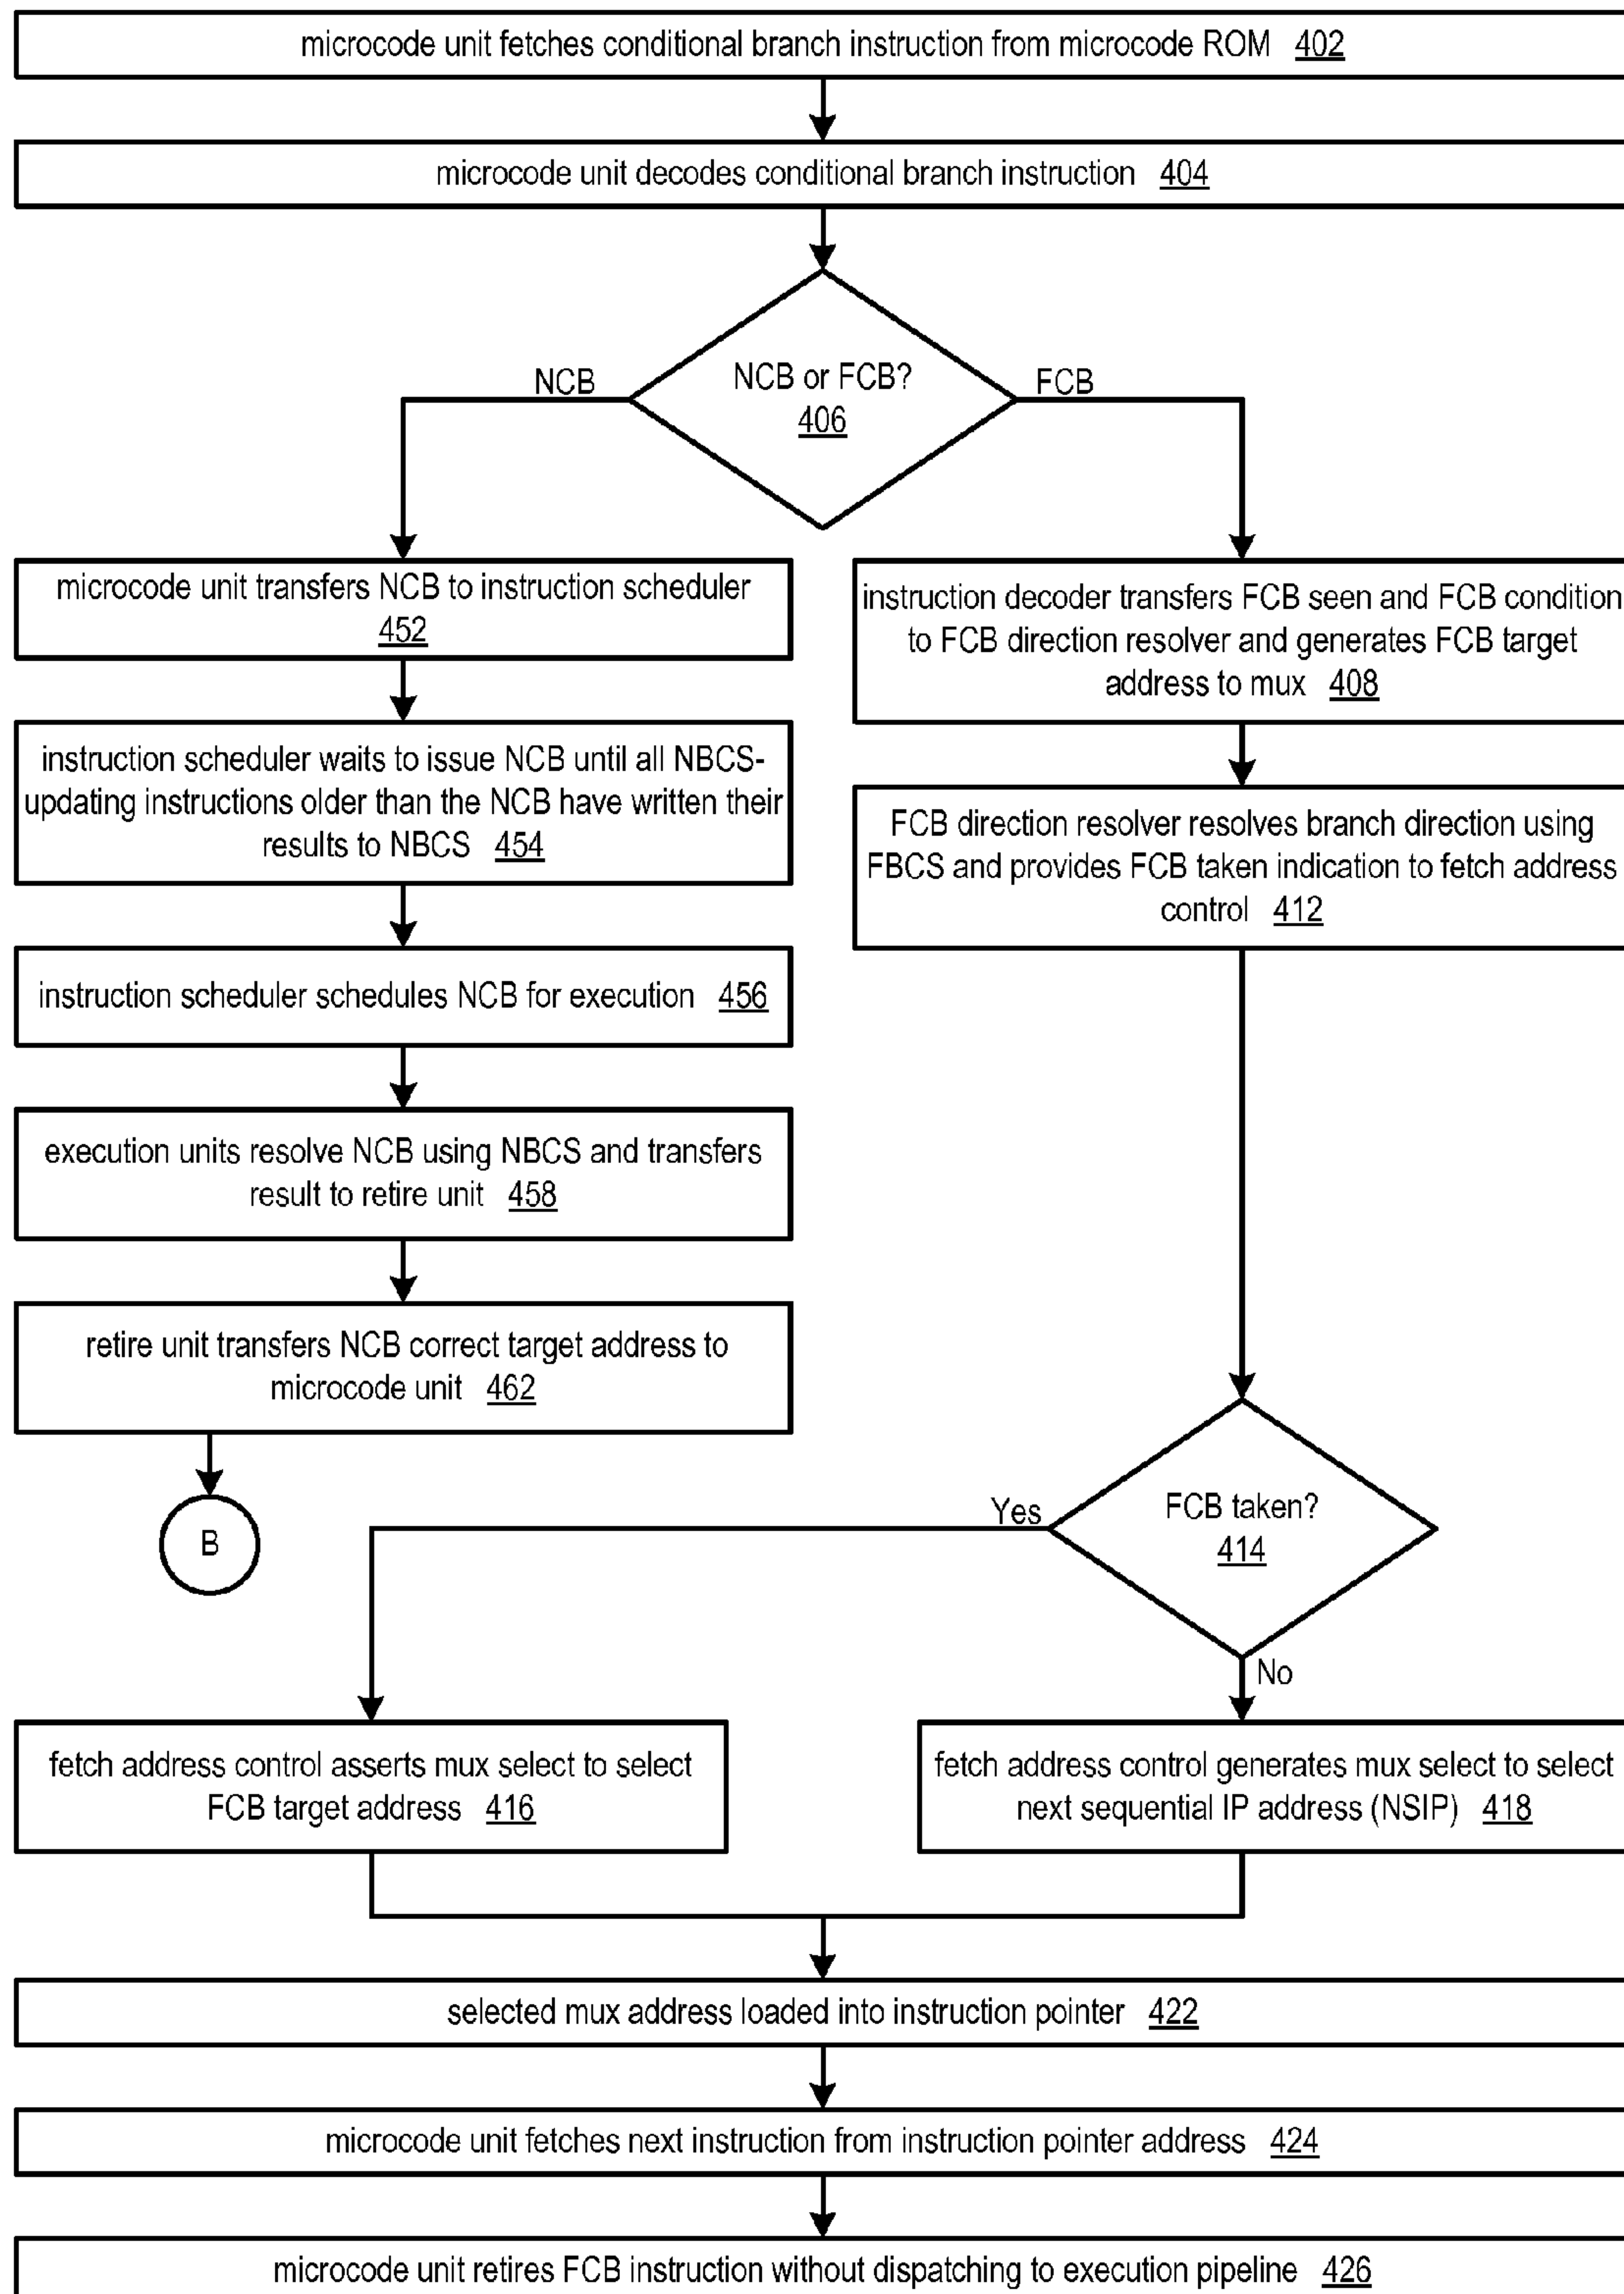 microcode unit fetches conditional branch instruction from microcode ROM 402
microcode unit decodes conditional branch instruction 404
NCB or FCB?
406
NCB
FCB
microcode unit transfers NCB to instruction scheduler
452
instruction scheduler waits to issue NCB until all NBCS-
updating instructions older than the NCB have written their
results to NBCS 454
instruction scheduler schedules NCB for execution 456
execution units resolve NCB using NBCS and transfers
result to retire unit 458
retire unit transfers NCB correct target address to
microcode unit 462
B
instruction decoder transfers FCB seen and FCB condition
to FCB direction resolver and generates FCB target
address to mux 408
FCB direction resolver resolves branch direction using
FBCS and provides FCB taken indication to fetch address
control 412
FCB taken?
414
Yes
No
fetch address control asserts mux select to select
FCB target address 416
fetch address control generates mux select to select
next sequential IP address (NSIP) 418
selected mux address loaded into instruction pointer 422
microcode unit fetches next instruction from instruction pointer address 424
microcode unit retires FCB instruction without dispatching to execution pipeline 426